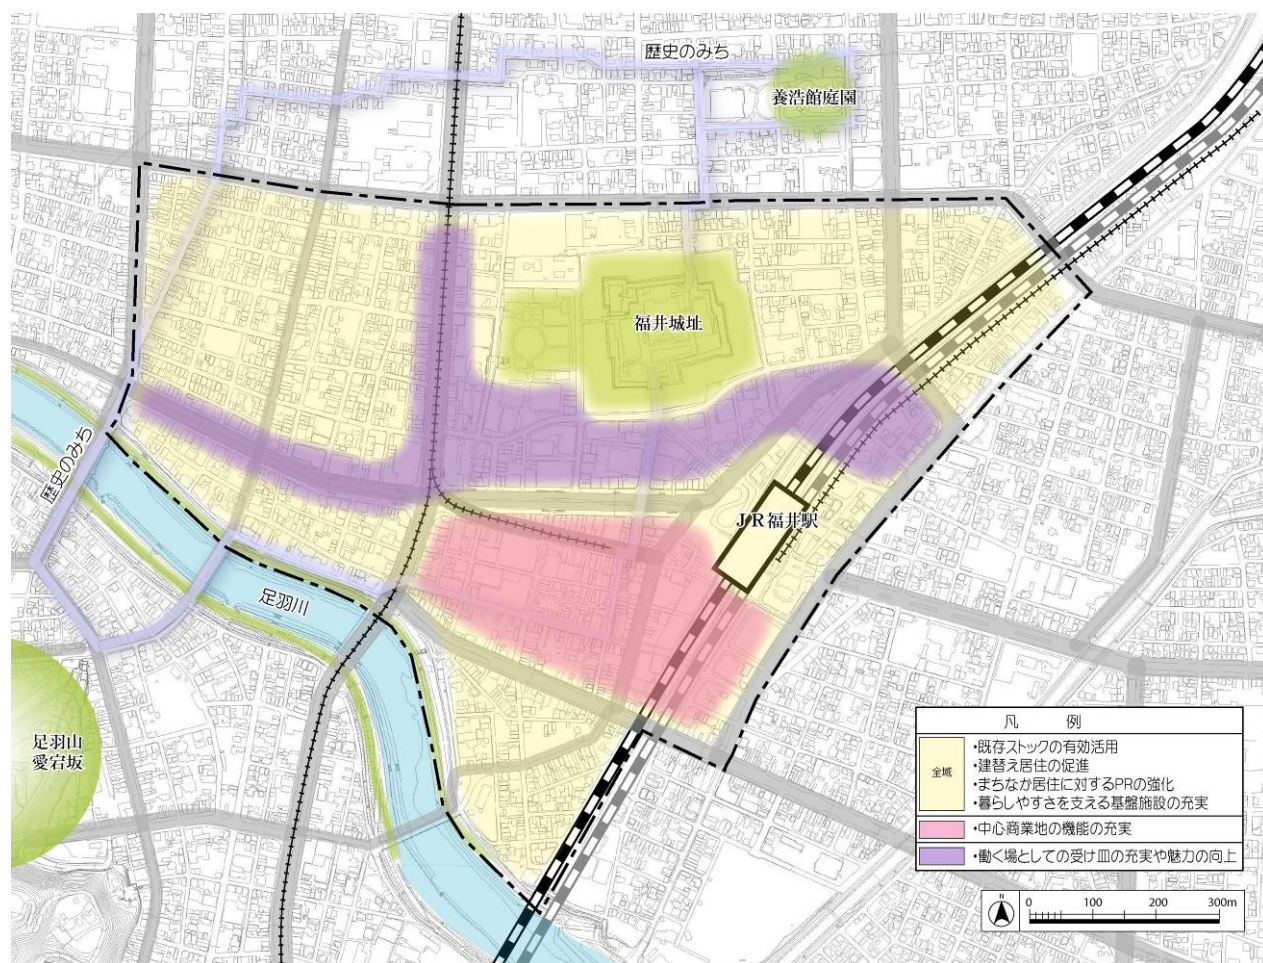 歴史のみち
養浩館庭園
福井城址
歴史のみち
JR福井駅
足羽川
足羽山
愛宕坂
凡 例
全域
・既存ストックの有効活用
・建替え居住の促進
・まちなか居住に対するPRの強化
・暮らしやすさを支える基盤施設の充実
・中心商業地の機能の充実
・働く場としての受け皿の充実や魅力の向上
N
0 100 200 300m